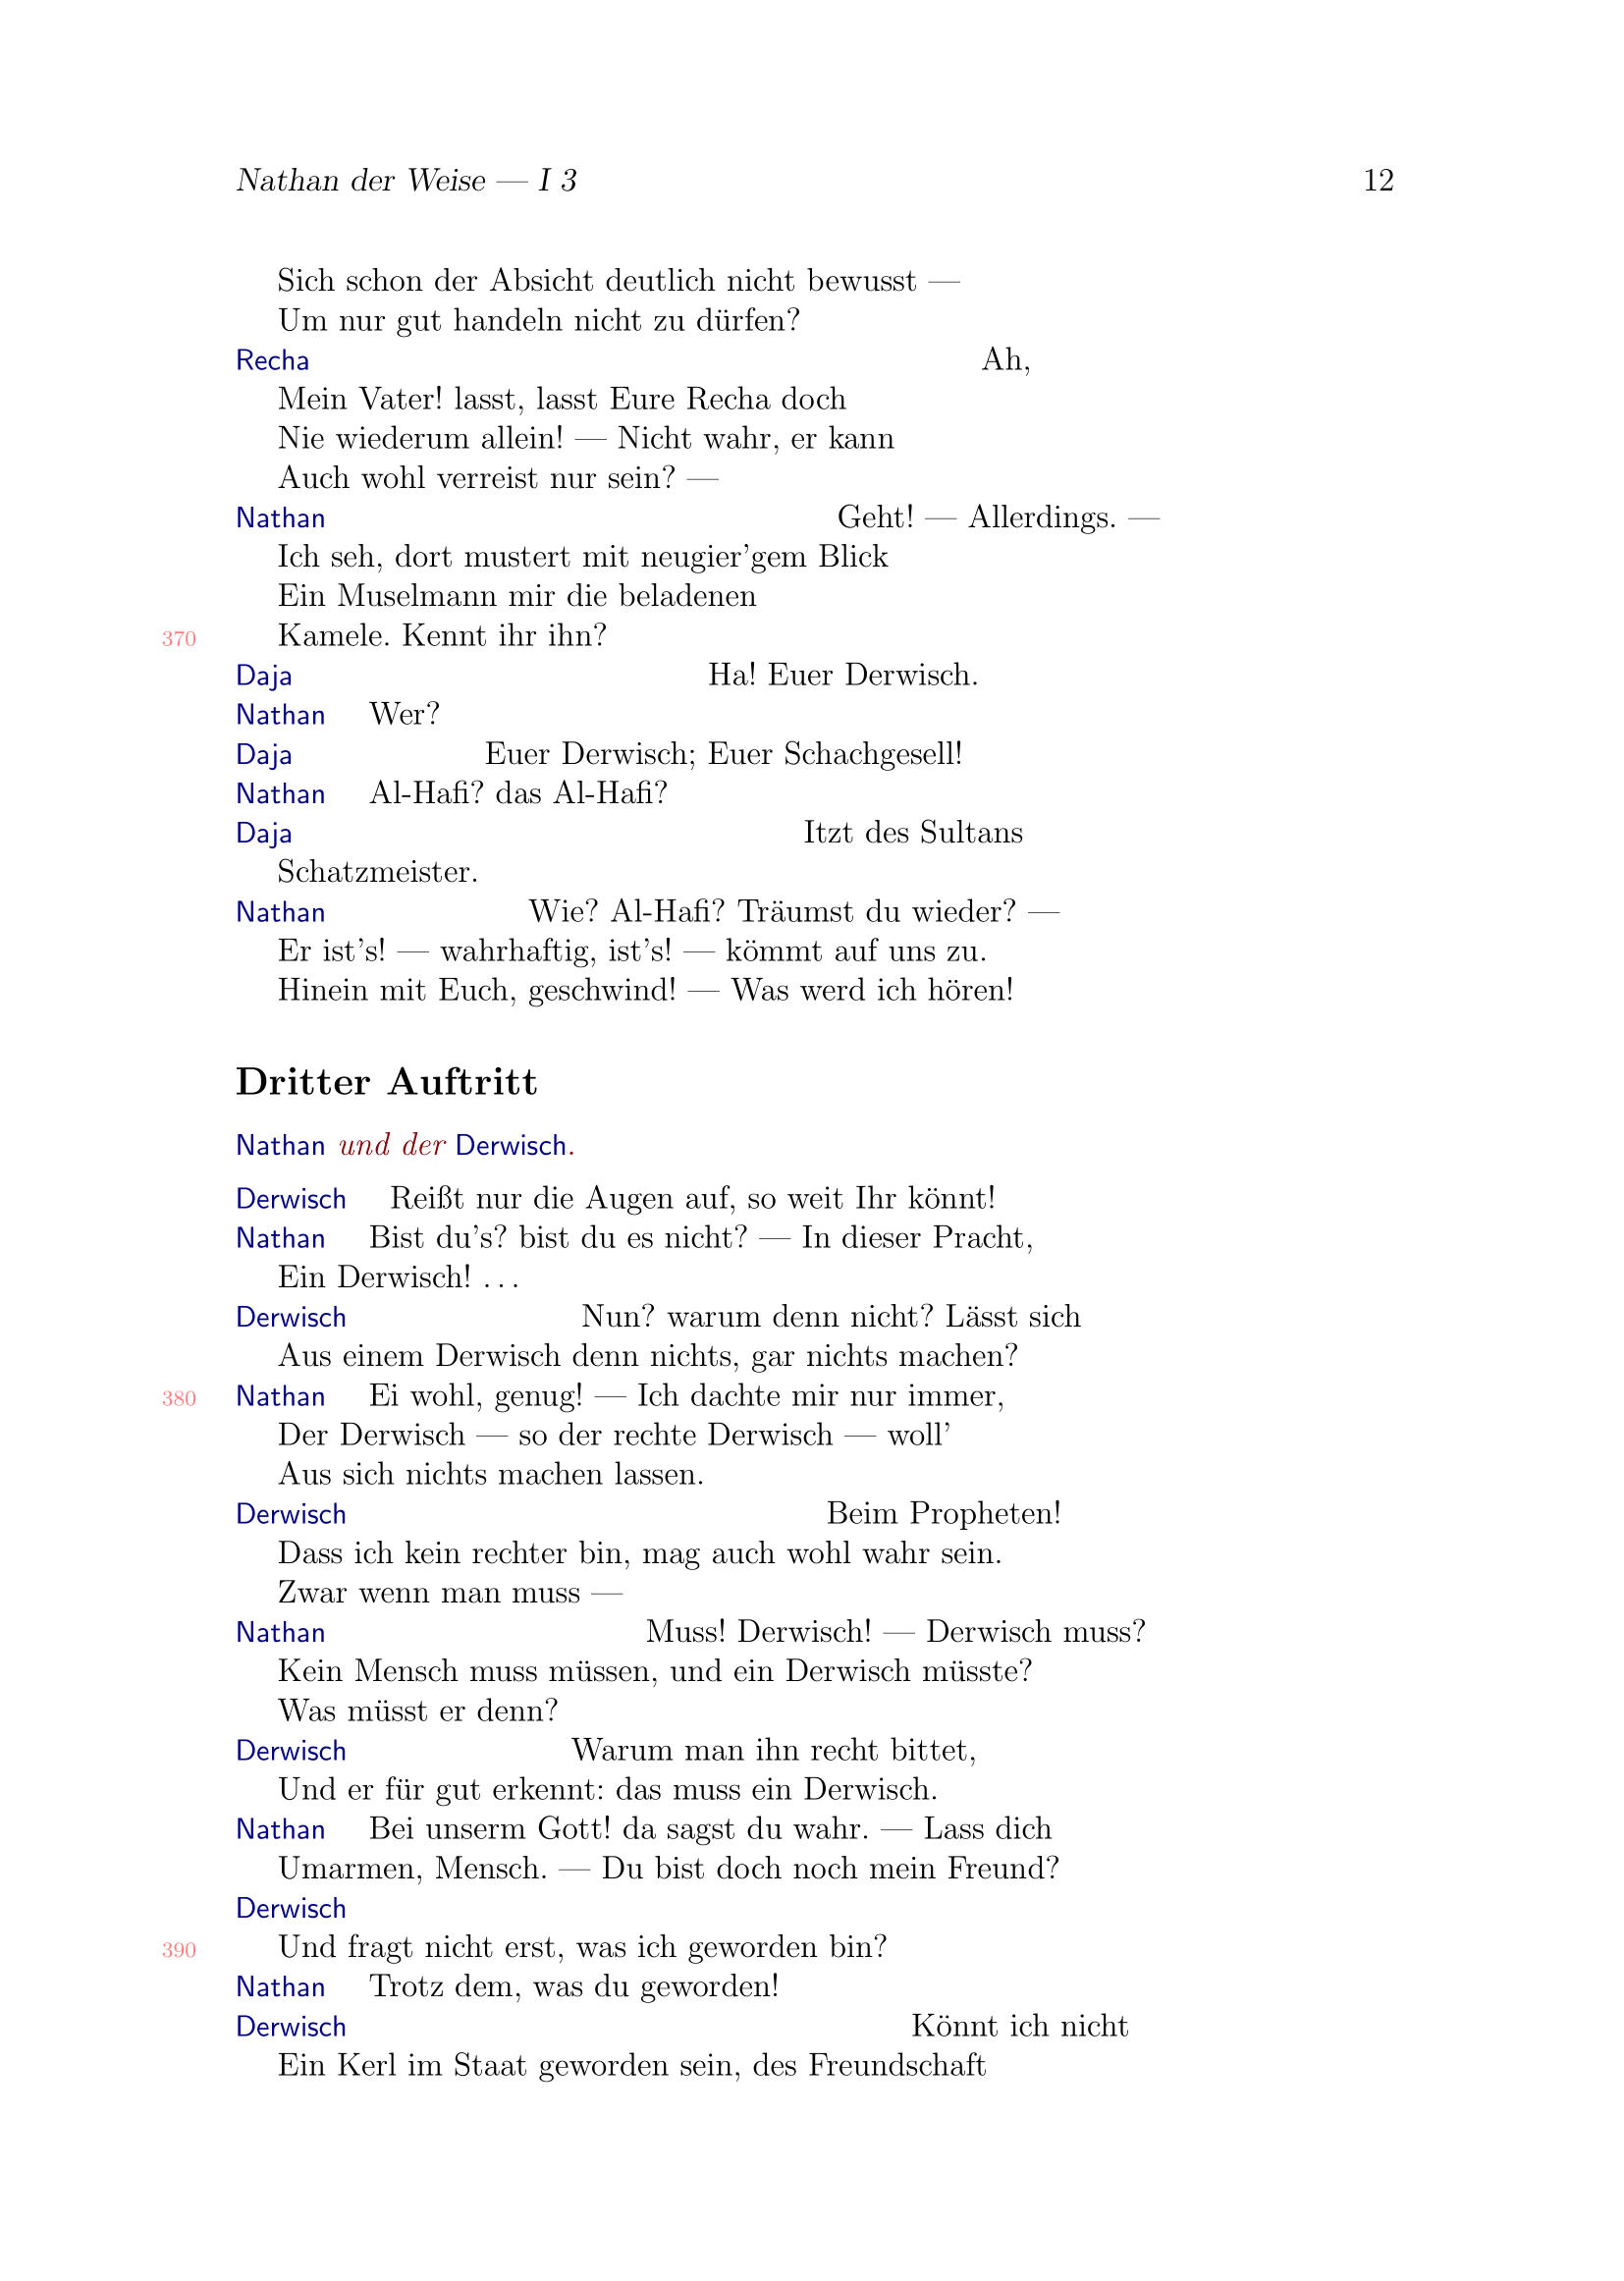 Nathan der Weise — I 3 12
Sich schon der Absicht deutlich nicht bewusst —
Um nur gut handeln nicht zu dürfen?
Recha Ah,
Mein Vater! lasst, lasst Eure Recha doch
Nie wiederum allein! — Nicht wahr, er kann
Auch wohl verreist nur sein? —
Nathan Geht! — Allerdings. —
Ich seh, dort mustert mit neugier'gem Blick
Ein Muselmann mir die beladenen
370 Kamele. Kennt ihr ihn?
Daja Ha! Euer Derwisch.
Nathan Wer?
Daja Euer Derwisch; Euer Schachgesell!
Nathan Al-Hafi? das Al-Hafi?
Daja Itzt des Sultans
Schatzmeister.
Nathan Wie? Al-Hafi? Träumst du wieder? —
Er ist's! — wahrhaftig, ist's! — kömmt auf uns zu.
Hinein mit Euch, geschwind! — Was werd ich hören!
Dritter Auftritt
Nathan und der Derwisch.
Derwisch Reißt nur die Augen auf, so weit Ihr könnt!
Nathan Bist du's? bist du es nicht? — In dieser Pracht,
Ein Derwisch! ...
Derwisch Nun? warum denn nicht? Lässt sich
Aus einem Derwisch denn nichts, gar nichts machen?
380 Nathan Ei wohl, genug! — Ich dachte mir nur immer,
Der Derwisch — so der rechte Derwisch — woll'
Aus sich nichts machen lassen.
Derwisch Beim Propheten!
Dass ich kein rechter bin, mag auch wohl wahr sein.
Zwar wenn man muss —
Nathan Muss! Derwisch! — Derwisch muss?
Kein Mensch muss müssen, und ein Derwisch müsste?
Was müsst er denn?
Derwisch Warum man ihn recht bittet,
Und er für gut erkennt: das muss ein Derwisch.
Nathan Bei unserm Gott! da sagst du wahr. — Lass dich
Umarmen, Mensch. — Du bist doch noch mein Freund?
Derwisch
390 Und fragt nicht erst, was ich geworden bin?
Nathan Trotz dem, was du geworden!
Derwisch Könnt ich nicht
Ein Kerl im Staat geworden sein, des Freundschaft